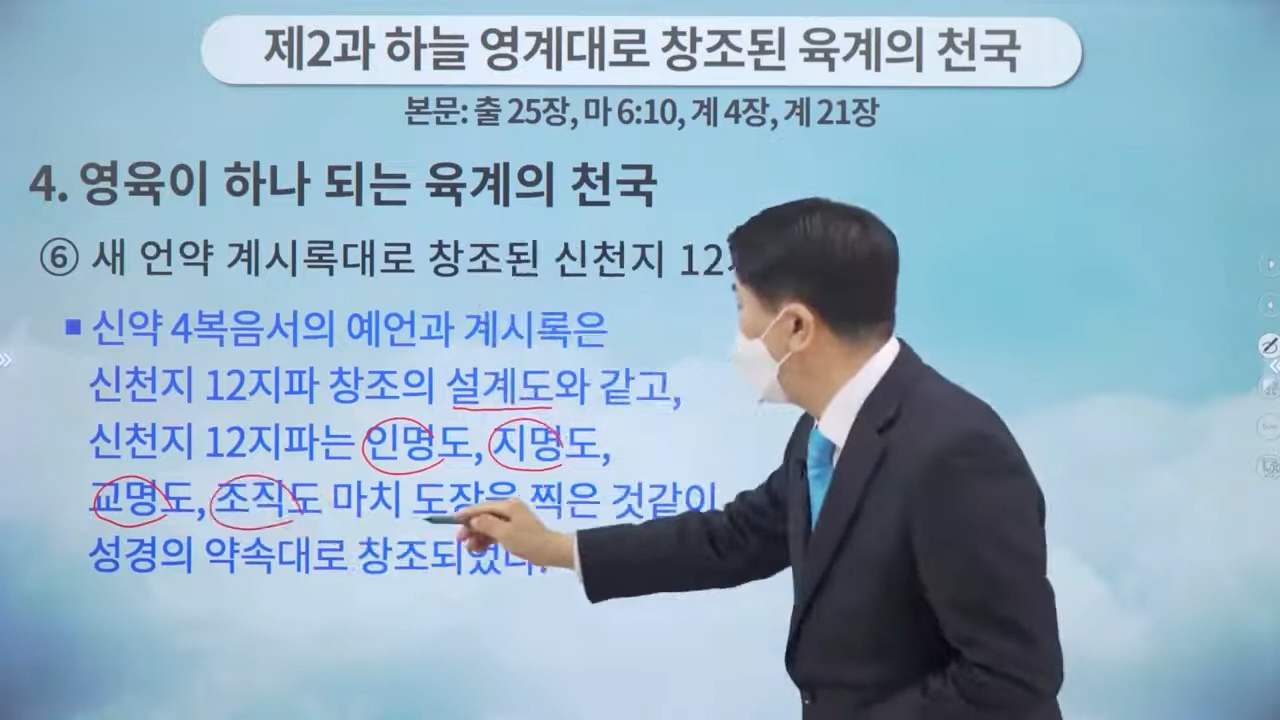 제2과 하늘 영계대로 창조된 육계의 천국
본문: 출 25장, 마 6:10, 계 4장, 계 21장
4. 영육이 하나 되는 육계의 천국
⑥ 새 언약 계시록대로 창조된 신천지 12
■ 신약 4복음서의 예언과 계시록은
신천지 12지파 창조의 설계도와 같고,
신천지 12지파는 인명도, 지명도,
교명도, 조직도 마치 도장을 찍은 것같이
성경의 약속대로 창조되었다.